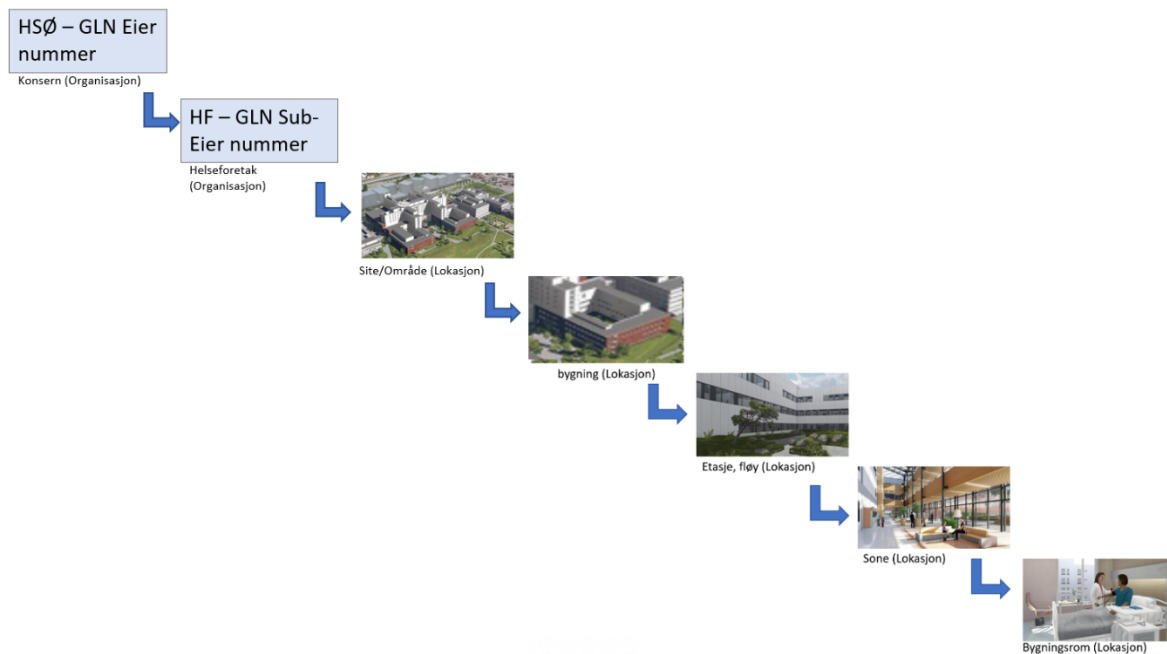 HSØ – GLN Eier
nummer
Konsern (Organisasjon)
HF – GLN Sub-
Eier nummer
Helseforetak
(Organisasjon)
Site/Område (Lokasjon)
bygning (Lokasjon)
Etasje, fløy (Lokasjon)
Sone (Lokasjon)
Bygningsrom (Lokasjon)